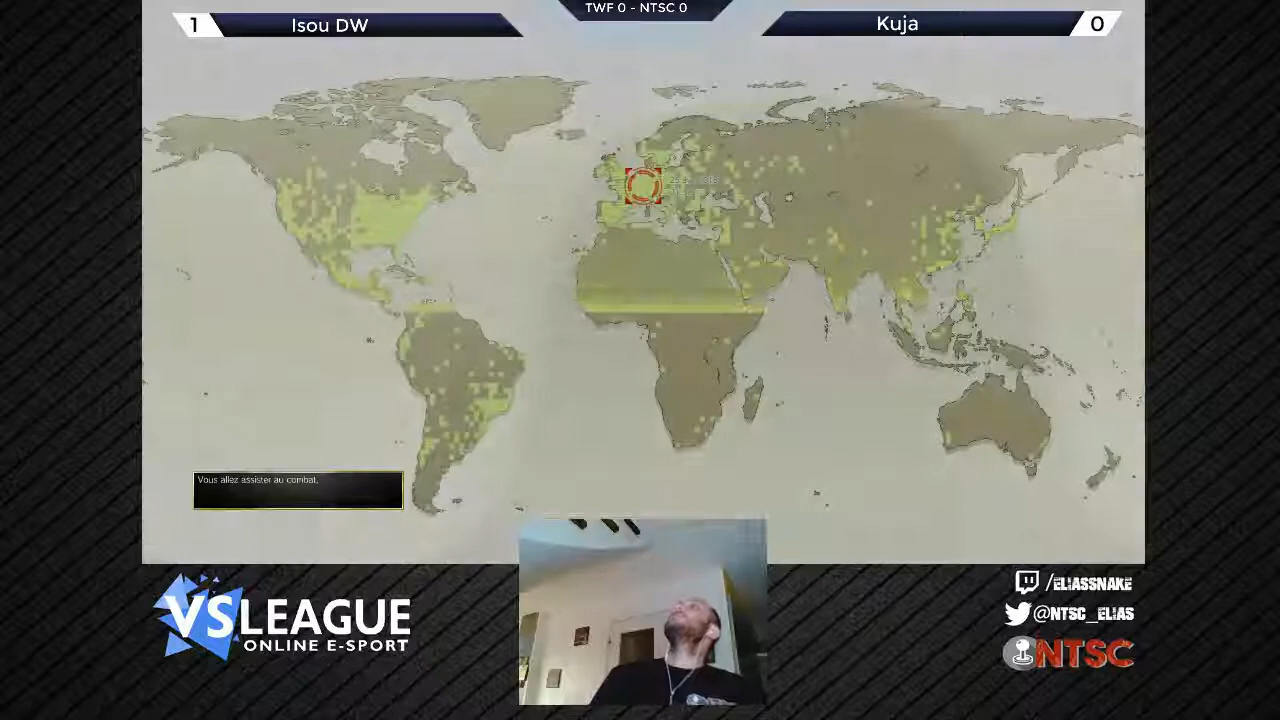 1 Isou DW
TWF 0 - NTSC 0
Kuja 0
Vous allez assister au combat,
VSLEAGUE
ONLINE E-SPORT
/ELIASSNAKE
@NTSC_ELIAS
NTSC